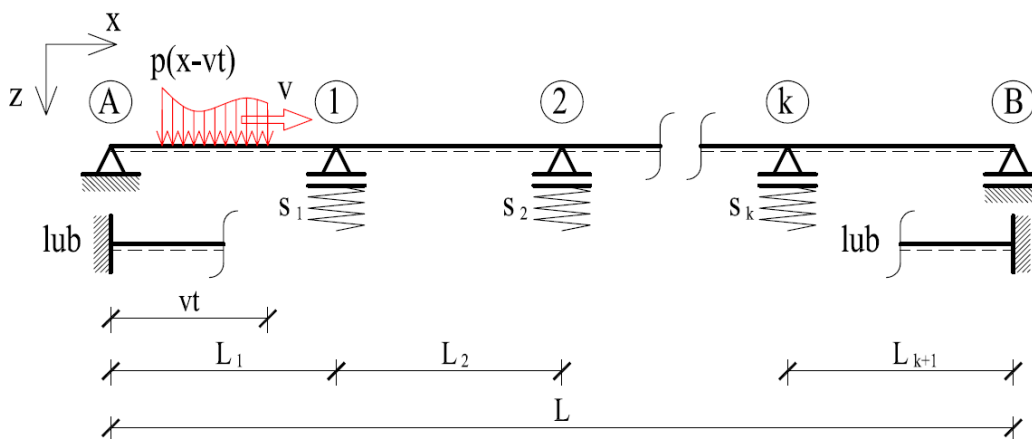 x
p(x-vt)
z A v 1 2 k B
s 1 s 2 s k
lub lub
vt
L 1 L 2 L k+1
L